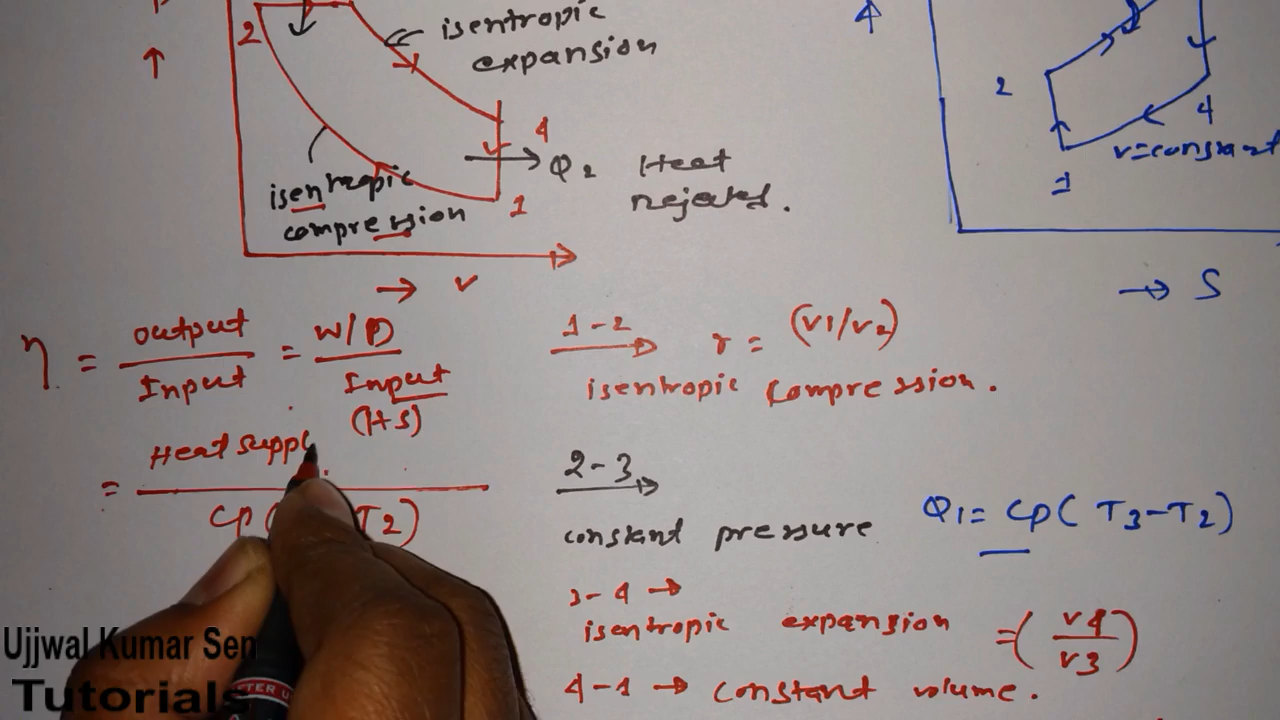 2
isentropic
expansion
4
Q2 Heat
rejected.
isentropic
compression
1
v
2
4
v=constant
1
S
η = output / Input = W/D / Input
(H+S)
= Heat suppl
Cp( T2)
1-2
r = (v1/v2)
isentropic compression.
2-3
constant pressure
Q1= Cp( T3-T2)
3-4 →
isentropic expansion =( v4 / v3 )
4-1 → constant volume.
Ujjwal Kumar Sen
Tutorials